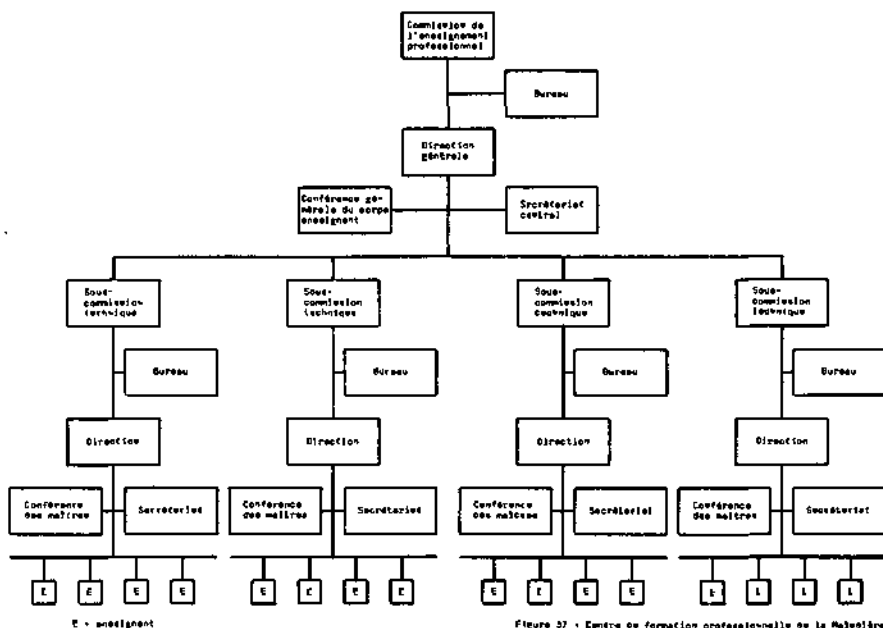 Commission de
l'enseignement
professionnel
Bureau
Direction
générale
Conférence gé-
nérale du corps
enseignant
Secrétariat
central
Sous-
commission
technique
Sous-
commission
technique
Sous-
commission
technique
Sous-
commission
technique
Bureau
Bureau
Bureau
Bureau
Direction
Direction
Direction
Direction
Conférence
des maîtres
Secrétariat
Conférence
des maîtres
Secrétariat
Conférence
des maîtres
Secrétariat
Conférence
des maîtres
Secrétariat
E E E E
E E E E
E E E E
E E E E
E = enseignant
Figure 37 : Centre de formation professionnelle de la